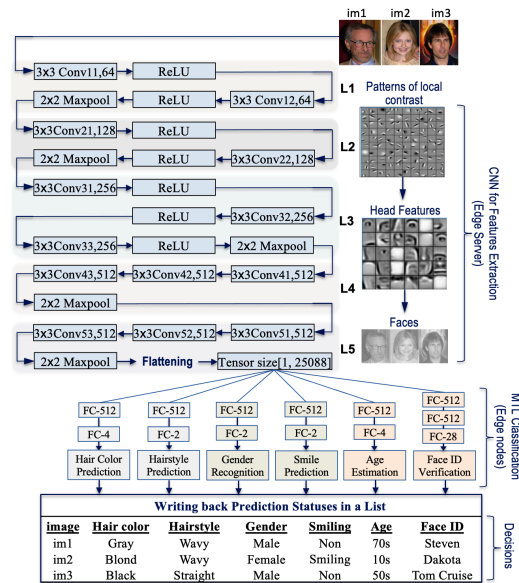 im1 im2 im3
3x3 Conv11,64 ReLU
L1
2x2 Maxpool ReLU 3x3 Conv12,64
Patterns of local
contrast
3x3Conv21,128 ReLU
L2
2x2 Maxpool ReLU 3x3Conv22,128
3x3Conv31,256 ReLU
L3
ReLU 3x3Conv32,256
Head Features
3x3Conv33,256 ReLU 2x2 Maxpool
3x3Conv43,512 3x3Conv42,512 3x3Conv41,512
L4
2x2 Maxpool
Faces
3x3Conv53,512 3x3Conv52,512 3x3Conv51,512
L5
2x2 Maxpool Flattening Tensor size[1, 25088]
CNN for Features Extraction
(Edge Server)
FC-512 FC-512 FC-512 FC-512 FC-512 FC-512
FC-512
FC-4 FC-2 FC-2 FC-2 FC-4 FC-28
Hair Color
Prediction
Hairstyle
Prediction
Gender
Recognition
Smile
Prediction
Age
Estimation
Face ID
Verification
MTL Classification
(Edge nodes)
Writing back Prediction Statuses in a List
image Hair color Hairstyle Gender Smiling Age Face ID
im1 Gray Wavy Male Non 70s Steven
im2 Blond Wavy Female Smiling 10s Dakota
im3 Black Straight Male Non 50s Tom Cruise
Decisions